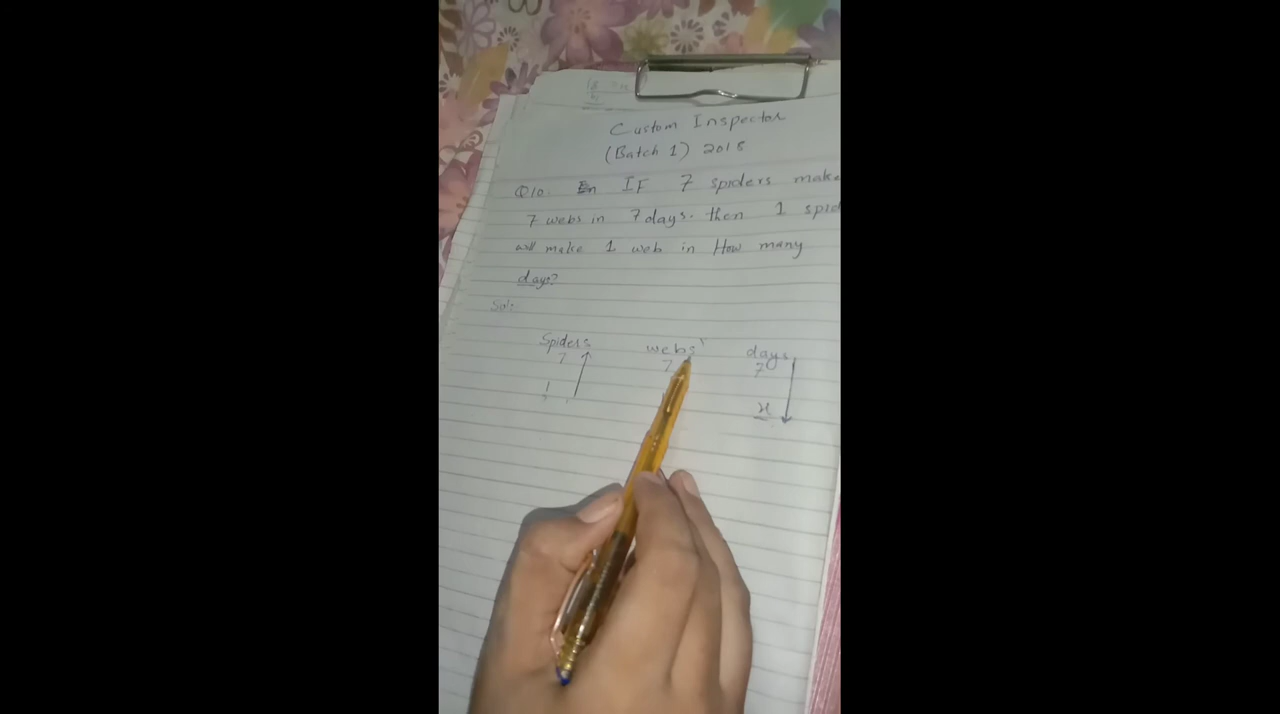 Custom Inspector
(Batch 1) 2018
Q10. En IF 7 spiders make
7 webs in 7 days. then 1 spid
will make 1 web in How many
days?
Sol:
Spiders webs days
7 7 7
1 x